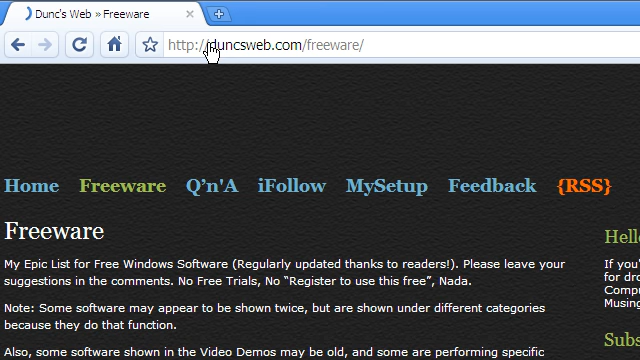 Dunc's Web » Freeware
http://duncsweb.com/freeware/
Home Freeware Q'n'A iFollow MySetup Feedback {RSS}
Freeware
My Epic List for Free Windows Software (Regularly updated thanks to readers!). Please leave your
suggestions in the comments. No Free Trials, No “Register to use this free”, Nada.
Note: Some software may appear to be shown twice, but are shown under different categories
because they do that function.
Also, some software shown in the Video Demos may be old, and some are performing specific
Hello
If you'
for dro
Compu
Musing
Subs